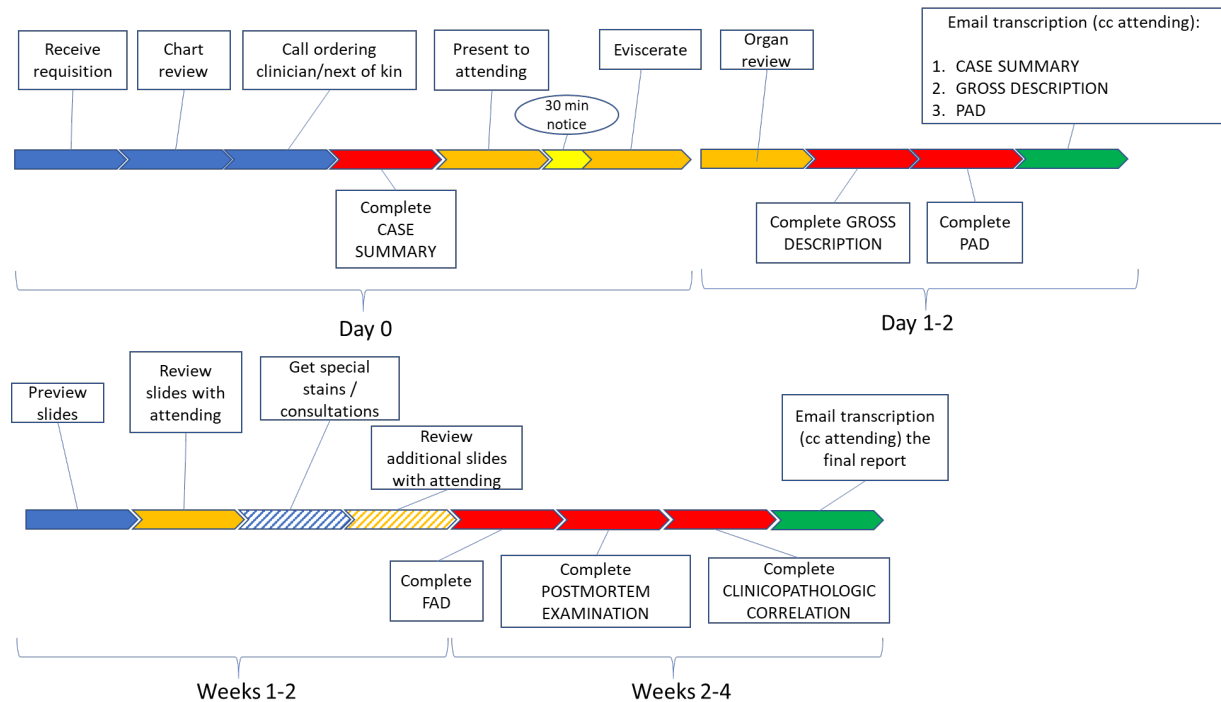 Receive
requisition
Chart
review
Call ordering
clinician/next of kin
Present to
attending
30 min
notice
Eviscerate
Organ
review
Email transcription (cc attending):
1. CASE SUMMARY
2. GROSS DESCRIPTION
3. PAD
Complete
CASE
SUMMARY
Complete GROSS
DESCRIPTION
Complete
PAD
Day 0
Day 1-2
Preview
slides
Review
slides with
attending
Get special
stains /
consultations
Review
additional slides
with attending
Email transcription
(cc attending) the
final report
Complete
FAD
Complete
POSTMORTEM
EXAMINATION
Complete
CLINICOPATHOLOGIC
CORRELATION
Weeks 1-2
Weeks 2-4